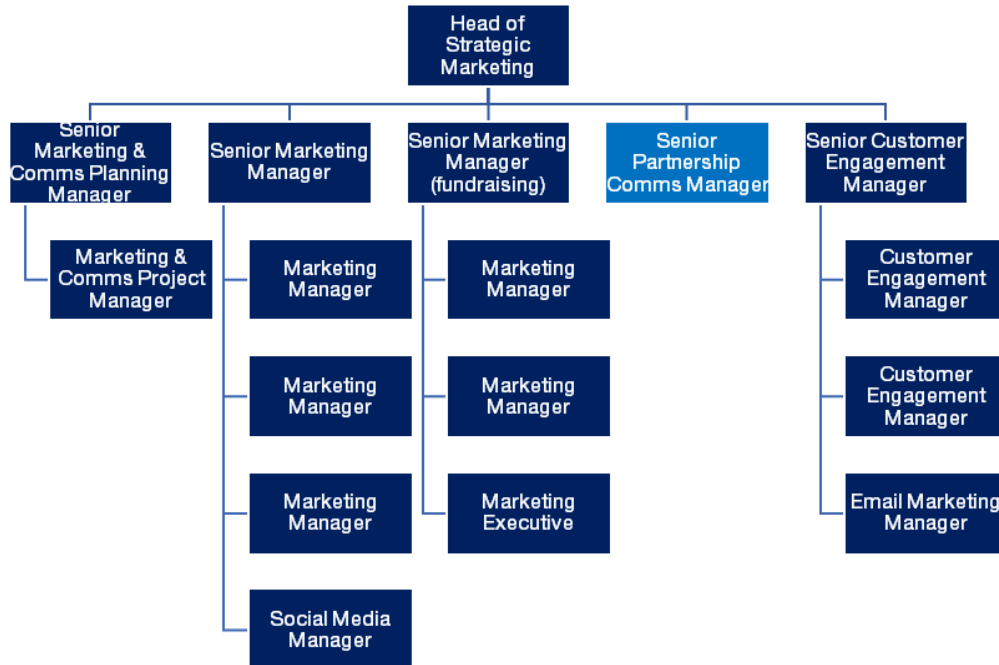 Head of
Strategic
Marketing
Senior
Marketing &
Comms Planning
Manager
Senior Marketing
Manager
Senior Marketing
Manager
(fundraising)
Senior
Partnership
Comms Manager
Senior Customer
Engagement
Manager
Marketing &
Comms Project
Manager
Marketing
Manager
Marketing
Manager
Customer
Engagement
Manager
Marketing
Manager
Marketing
Manager
Customer
Engagement
Manager
Marketing
Manager
Marketing
Executive
Email Marketing
Manager
Social Media
Manager